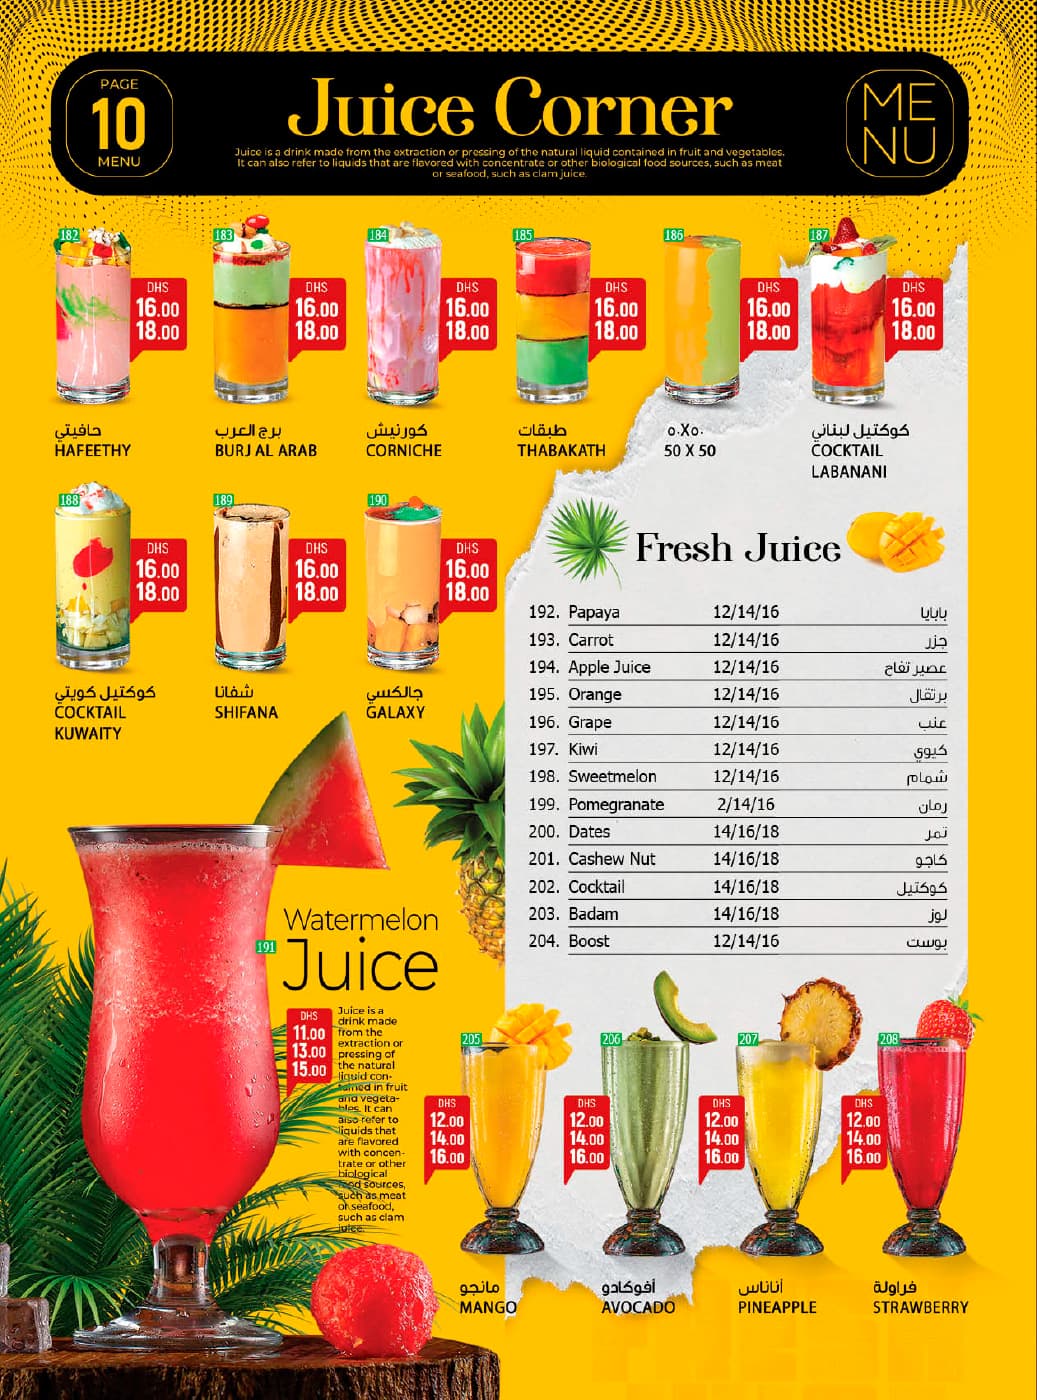 PAGE
10
MENU
Juice Corner
Juice is a drink made from the extraction or pressing of the natural liquid contained in fruit and vegetables.
It can also refer to liquids that are flavored with concentrate or other biological food sources, such as meat
or seafood, such as clam juice.
ME
NU
182
DHS
16.00
18.00
حافيتي
HAFEETHY
183
DHS
16.00
18.00
برج العرب
BURJ AL ARAB
184
DHS
16.00
18.00
كورنيش
CORNICHE
185
DHS
16.00
18.00
طبقات
THABAKATH
186
DHS
16.00
18.00
٥٠X٥٠
50 X 50
187
DHS
16.00
18.00
كوكتيل لبناني
COCKTAIL
LABANANI
188
DHS
16.00
18.00
كوكتيل كويتي
COCKTAIL
KUWAITY
189
DHS
16.00
18.00
شفانا
SHIFANA
190
DHS
16.00
18.00
جالكسي
GALAXY
Fresh Juice
192. Papaya 12/14/16 بابايا
193. Carrot 12/14/16 جزر
194. Apple Juice 12/14/16 عصير تفاح
195. Orange 12/14/16 برتقال
196. Grape 12/14/16 عنب
197. Kiwi 12/14/16 كيوي
198. Sweetmelon 12/14/16 شمام
199. Pomegranate 2/14/16 رمان
200. Dates 14/16/18 تمر
201. Cashew Nut 14/16/18 كاجو
202. Cocktail 14/16/18 كوكتيل
203. Badam 14/16/18 لوز
204. Boost 12/14/16 بوست
Watermelon
191
Juice
DHS
11.00
13.00
15.00
Juice is a
drink made
from the
extraction or
pressing of
the natural
liquid con-
tained in fruit
and vegeta-
bles. It can
also refer to
liquids that
are flavored
with concen-
trate or other
biological
food sources,
such as meat
or seafood,
such as clam
juice.
205
DHS
12.00
14.00
16.00
مانجو
MANGO
206
DHS
12.00
14.00
16.00
أفوكادو
AVOCADO
207
DHS
12.00
14.00
16.00
أناناس
PINEAPPLE
208
DHS
12.00
14.00
16.00
فراولة
STRAWBERRY